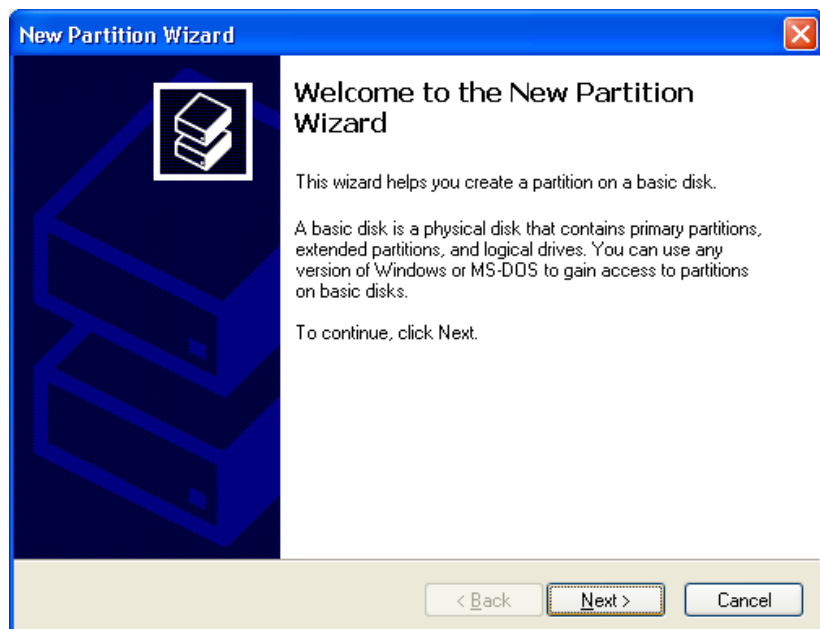 New Partition Wizard
Welcome to the New Partition
Wizard
This wizard helps you create a partition on a basic disk.
A basic disk is a physical disk that contains primary partitions,
extended partitions, and logical drives. You can use any
version of Windows or MS-DOS to gain access to partitions
on basic disks.
To continue, click Next.
< Back Next > Cancel